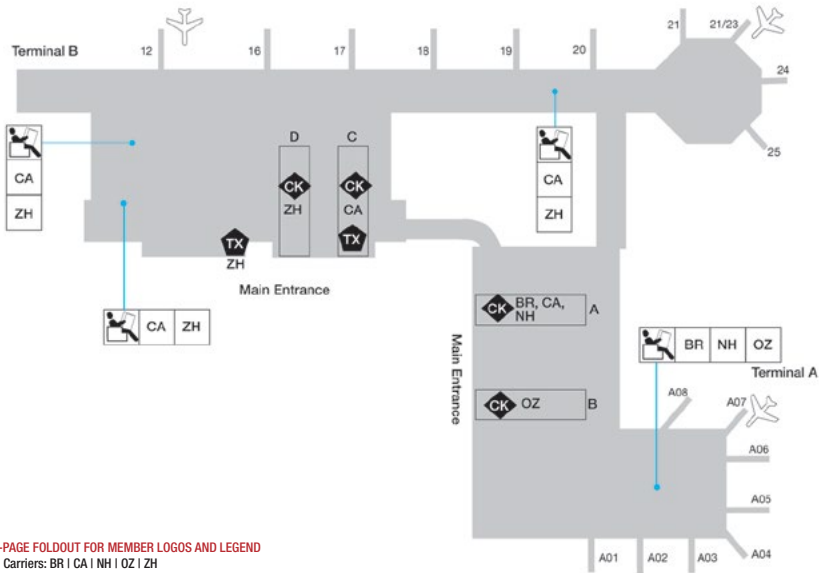 Terminal B
12
16
17
18
19
20
21
21/23
24
25
CA
ZH
D
CK
ZH
C
CK
CA
TX
TX
ZH
Main Entrance
CA
ZH
CA
ZH
CK
BR, CA,
NH
A
CK
OZ
B
Main Entrance
BR
NH
OZ
Terminal A
A08
A07
A06
A05
A04
A03
A02
A01
-PAGE FOLDOUT FOR MEMBER LOGOS AND LEGEND
Carriers: BR | CA | NH | OZ | ZH